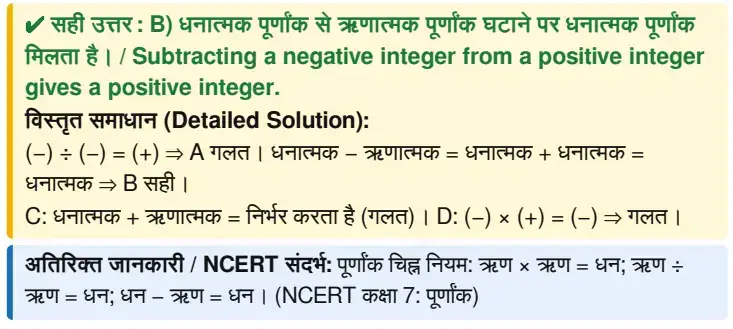 ✔ सही उत्तर : B) धनात्मक पूर्णांक से ऋणात्मक पूर्णांक घटाने पर धनात्मक पूर्णांक
मिलता है। / Subtracting a negative integer from a positive integer
gives a positive integer.
विस्तृत समाधान (Detailed Solution):
(−) ÷ (−) = (+) ⇒ A गलत। धनात्मक − ऋणात्मक = धनात्मक + धनात्मक =
धनात्मक ⇒ B सही।
C: धनात्मक + ऋणात्मक = निर्भर करता है (गलत)। D: (−) × (+) = (−) ⇒ गलत।
अतिरिक्त जानकारी / NCERT संदर्भ: पूर्णांक चिह्न नियम: ऋण × ऋण = धन; ऋण ÷
ऋण = धन; धन − ऋण = धन। (NCERT कक्षा 7: पूर्णांक)